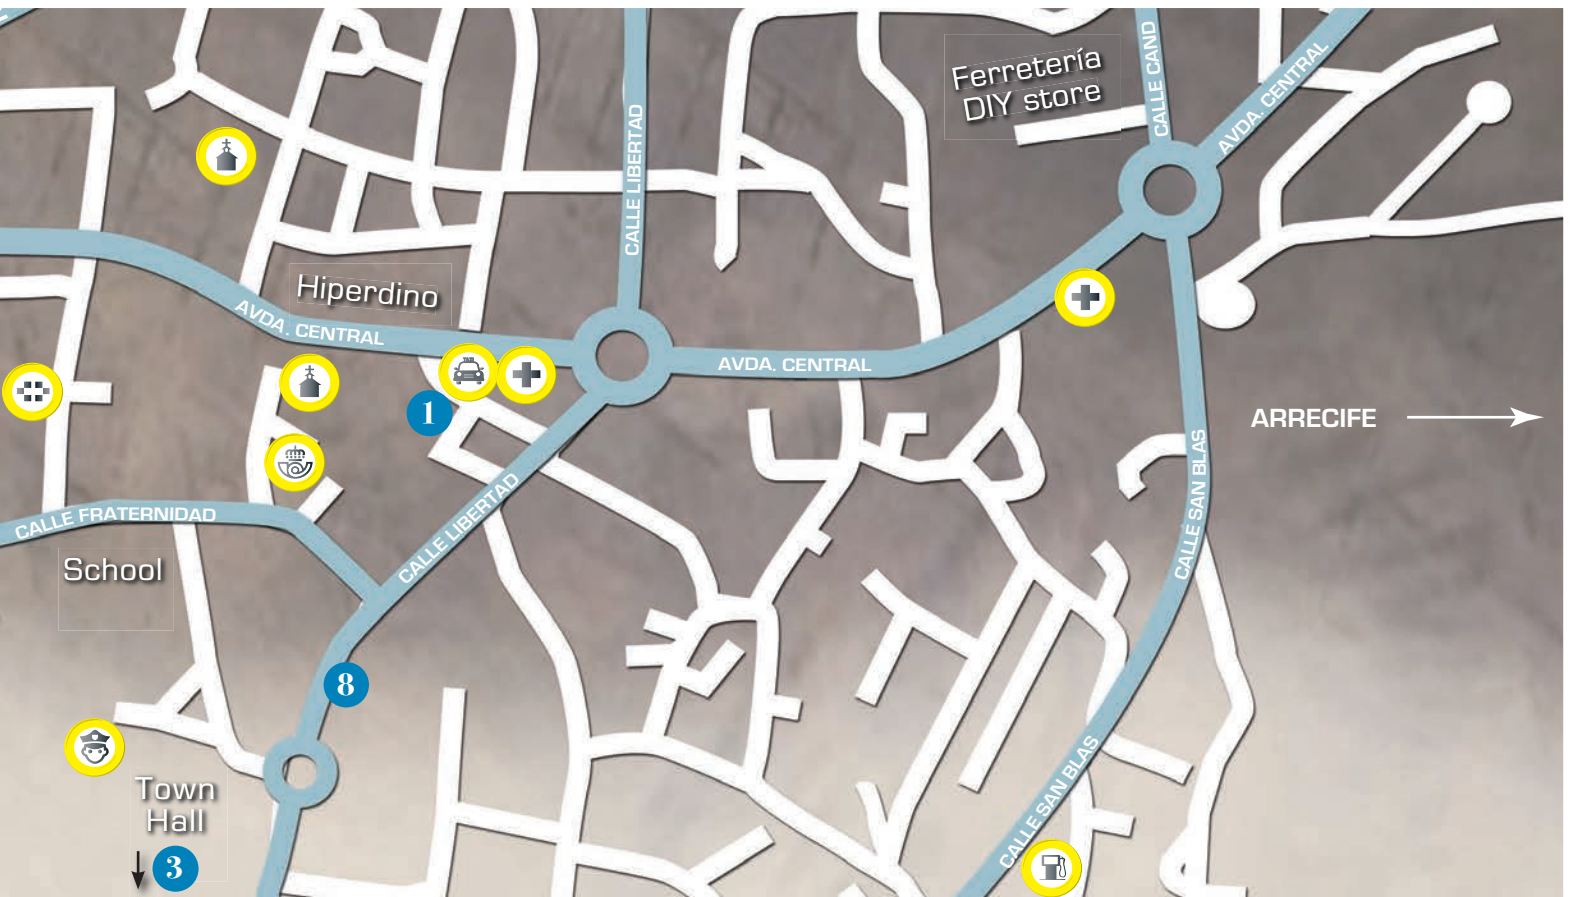 Ferretería
DIY store
CALLE CAND
AVDA. CENTRAL
CALLE LIBERTAD
Hiperdino
AVDA. CENTRAL
TAXI
AVDA. CENTRAL
1
ARRECIFE
CALLE FRATERNIDAD
CALLE LIBERTAD
CALLE SAN BLAS
School
8
CALLE SAN BLAS
Town
Hall
3